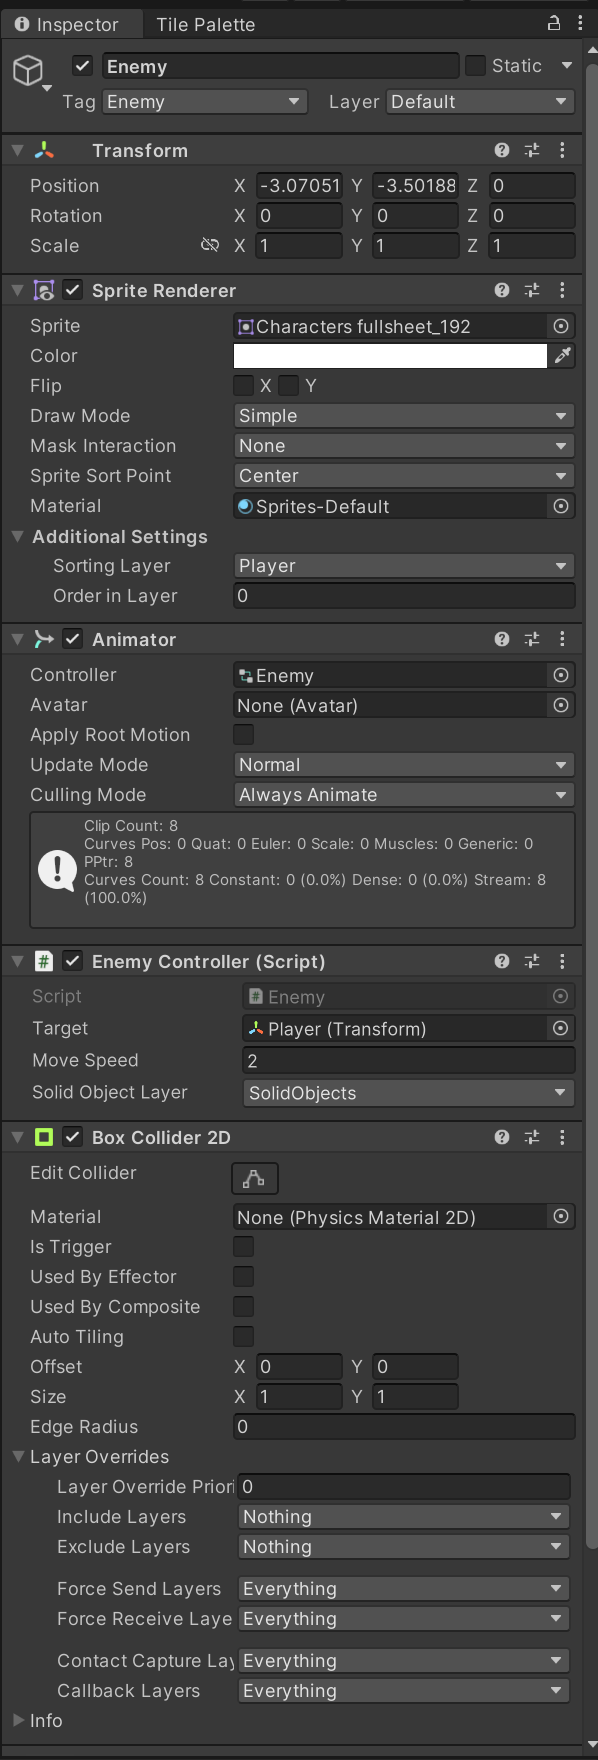 Inspector Tile Palette
Enemy Static
Tag Enemy Layer Default
Transform
Position X -3.07051 Y -3.50188 Z 0
Rotation X 0 Y 0 Z 0
Scale X 1 Y 1 Z 1
Sprite Renderer
Sprite Characters fullsheet_192
Color
Flip X Y
Draw Mode Simple
Mask Interaction None
Sprite Sort Point Center
Material Sprites-Default
Additional Settings
Sorting Layer Player
Order in Layer 0
Animator
Controller Enemy
Avatar None (Avatar)
Apply Root Motion
Update Mode Normal
Culling Mode Always Animate
Clip Count: 8
Curves Pos: 0 Quat: 0 Euler: 0 Scale: 0 Muscles: 0 Generic: 0
PPtr: 8
Curves Count: 8 Constant: 0 (0.0%) Dense: 0 (0.0%) Stream: 8
(100.0%)
Enemy Controller (Script)
Script # Enemy
Target Player (Transform)
Move Speed 2
Solid Object Layer SolidObjects
Box Collider 2D
Edit Collider
Material None (Physics Material 2D)
Is Trigger
Used By Effector
Used By Composite
Auto Tiling
Offset X 0 Y 0
Size X 1 Y 1
Edge Radius 0
Layer Overrides
Layer Override Priori 0
Include Layers Nothing
Exclude Layers Nothing
Force Send Layers Everything
Force Receive Laye Everything
Contact Capture Lay Everything
Callback Layers Everything
Info